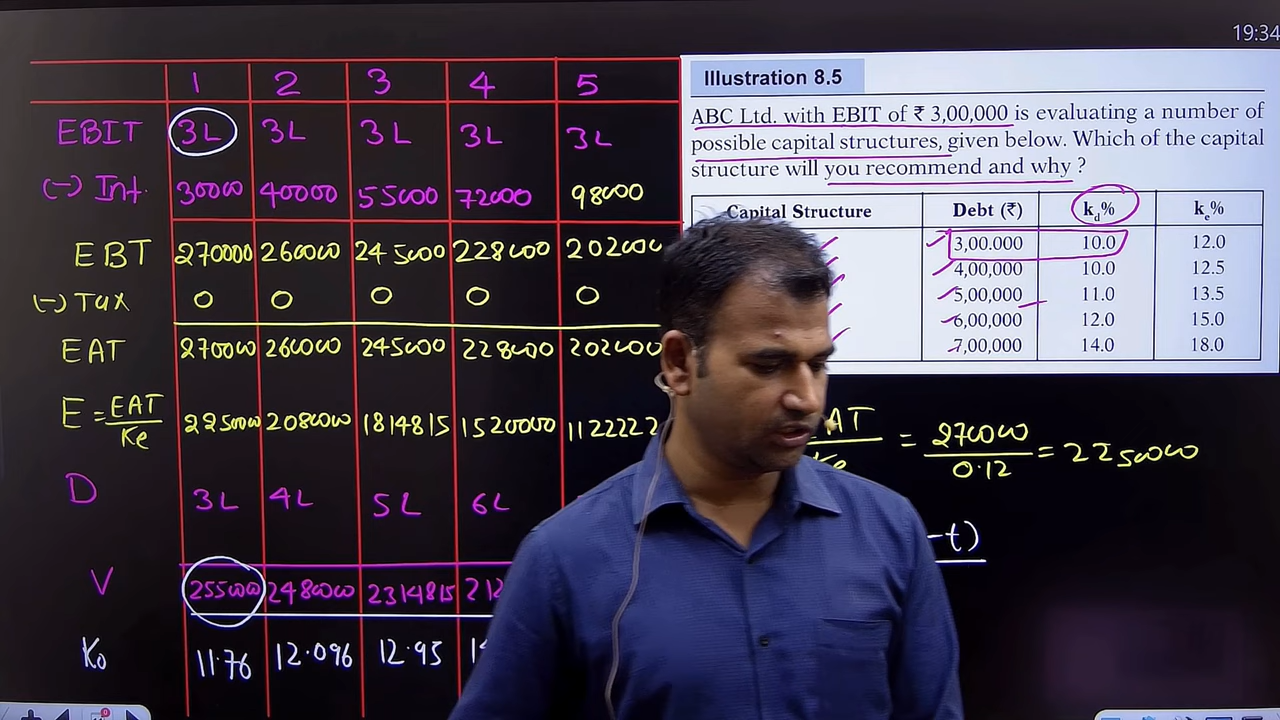 19:34
1 2 3 4 5
EBIT 3L 3L 3L 3L 3L
(-) Int. 30000 40000 55000 72000 98000
EBT 270000 260000 245000 228000 202000
(-) Tax 0 0 0 0 0
EAT 270000 260000 245000 228000 202000
E = EAT/Ke 2250000 2080000 1814815 1520000 1122222
D 3L 4L 5L 6L
V 2550000 2480000 2314815 212
Ko 11.76 12.096 12.95
Illustration 8.5
ABC Ltd. with EBIT of ₹ 3,00,000 is evaluating a number of
possible capital structures, given below. Which of the capital
structure will you recommend and why ?
Capital Structure Debt (₹) kd% ke%
3,00.000 10.0 12.0
4,00,000 10.0 12.5
5,00,000 11.0 13.5
6,00,000 12.0 15.0
7,00,000 14.0 18.0
EAT/Ke = 270000/0.12 = 2250000
-t)